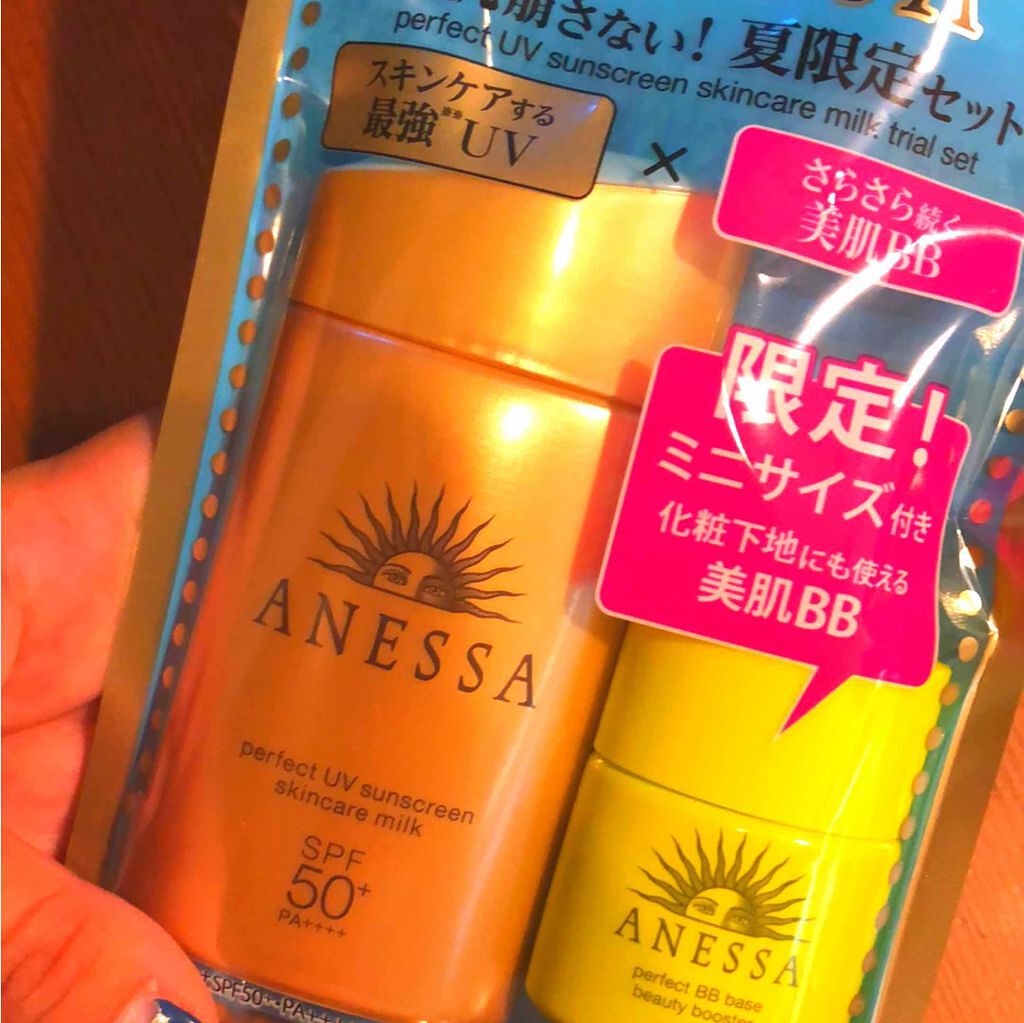 崩さない！夏限定セット
perfect UV sunscreen skincare milk trial set
スキンケアする
最強※※UV
×
さらさら続く
美肌BB
限定！
ミニサイズ付き
化粧下地にも使える
美肌BB
ANESSA
perfect UV sunscreen
skincare milk
SPF
50+
PA++++
ANESSA
perfect BB base
beauty booster
SPF50+・PA++++